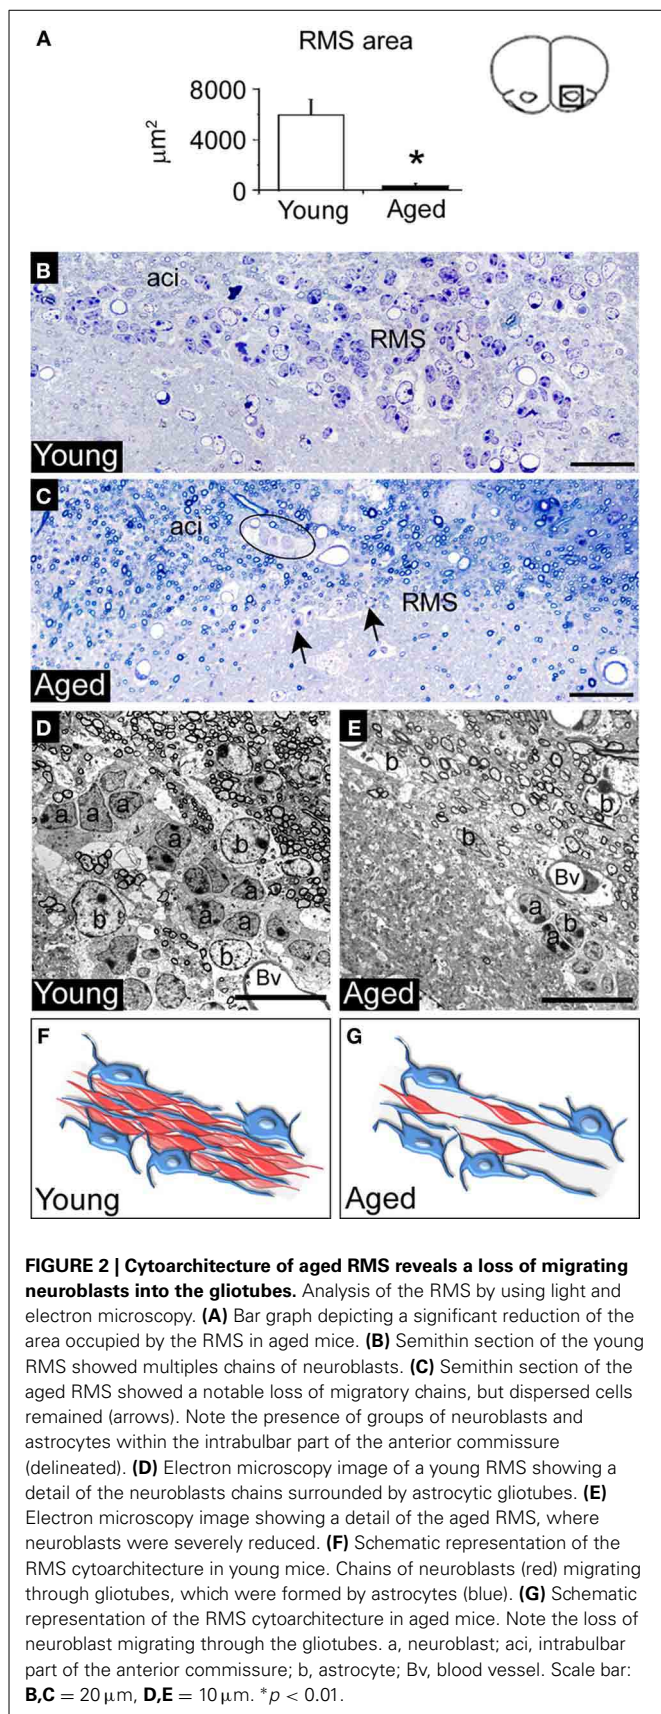 A
RMS area
8000
4000
0
μm²
*
Young
Aged
B
aci
RMS
Young
C
aci
RMS
Aged
D
a
a
a
b
a
a
b
a
a
b
Bv
Young
E
b
b
b
Bv
a
b
a
Aged
F
Young
G
Aged
FIGURE 2 | Cytoarchitecture of aged RMS reveals a loss of migrating
neuroblasts into the gliotubes. Analysis of the RMS by using light and
electron microscopy. (A) Bar graph depicting a significant reduction of the
area occupied by the RMS in aged mice. (B) Semithin section of the young
RMS showed multiples chains of neuroblasts. (C) Semithin section of the
aged RMS showed a notable loss of migratory chains, but dispersed cells
remained (arrows). Note the presence of groups of neuroblasts and
astrocytes within the intrabulbar part of the anterior commissure
(delineated). (D) Electron microscopy image of a young RMS showing a
detail of the neuroblasts chains surrounded by astrocytic gliotubes. (E)
Electron microscopy image showing a detail of the aged RMS, where
neuroblasts were severely reduced. (F) Schematic representation of the
RMS cytoarchitecture in young mice. Chains of neuroblasts (red) migrating
through gliotubes, which were formed by astrocytes (blue). (G) Schematic
representation of the RMS cytoarchitecture in aged mice. Note the loss of
neuroblast migrating through the gliotubes. a, neuroblast; aci, intrabulbar
part of the anterior commissure; b, astrocyte; Bv, blood vessel. Scale bar:
B,C = 20 μm, D,E = 10 μm. *p < 0.01.